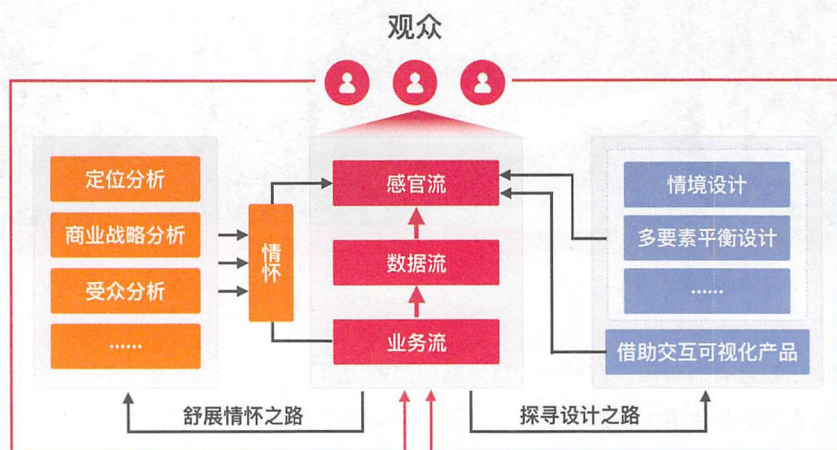 观众
定位分析
商业战略分析
受众分析
......
情怀
感官流
数据流
业务流
情境设计
多要素平衡设计
......
借助交互可视化产品
舒展情怀之路
探寻设计之路